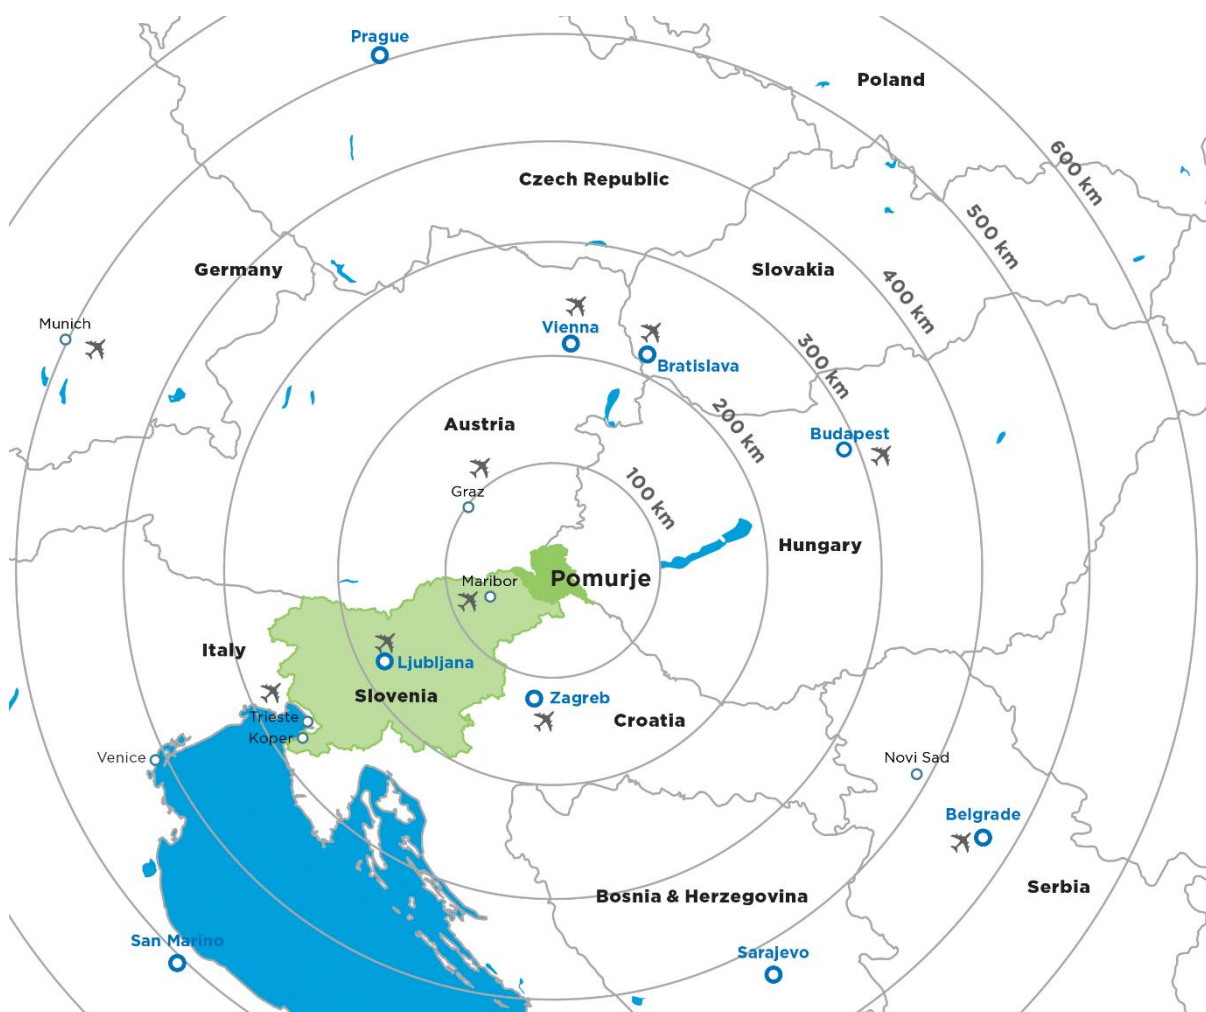 Prague
Poland
600 km
Czech Republic
500 km
Germany
Slovakia
400 km
Munich
Vienna
300 km
Bratislava
200 km
Austria
Budapest
Graz
100 km
Hungary
Pomurje
Maribor
Italy
Ljubljana
Slovenia
Zagreb
Trieste
Croatia
Koper
Venice
Novi Sad
Belgrade
Serbia
Bosnia & Herzegovina
San Marino
Sarajevo